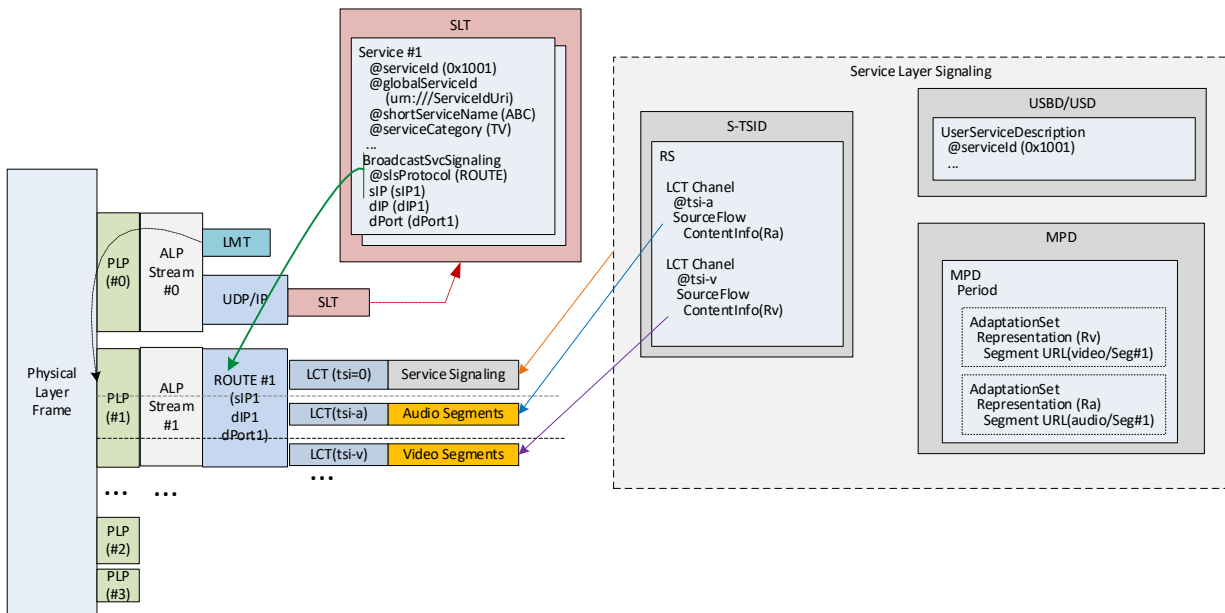 SLT
Service #1
@serviceId (0x1001)
@globalServiceId
(urn:///ServiceIdUri)
@shortServiceName (ABC)
@serviceCategory (TV)
...
BroadcastSvcSignaling
@slsProtocol (ROUTE)
sIP (sIP1)
dIP (dIP1)
dPort (dPort1)
Service Layer Signaling
S-TSID
RS
LCT Chanel
@tsi-a
SourceFlow
ContentInfo(Ra)
LCT Chanel
@tsi-v
SourceFlow
ContentInfo(Rv)
USBD/USD
UserServiceDescription
@serviceId (0x1001)
...
MPD
MPD
Period
AdaptationSet
Representation (Rv)
Segment URL(video/Seg#1)
AdaptationSet
Representation (Ra)
Segment URL(audio/Seg#1)
Physical
Layer
Frame
PLP
(#0)
ALP
Stream
#0
LMT
UDP/IP
SLT
PLP
(#1)
ALP
Stream
#1
ROUTE #1
(sIP1
dIP1
dPort1)
LCT (tsi=0)
Service Signaling
LCT(tsi-a)
Audio Segments
LCT(tsi-v)
Video Segments
...
...
...
PLP
(#2)
PLP
(#3)